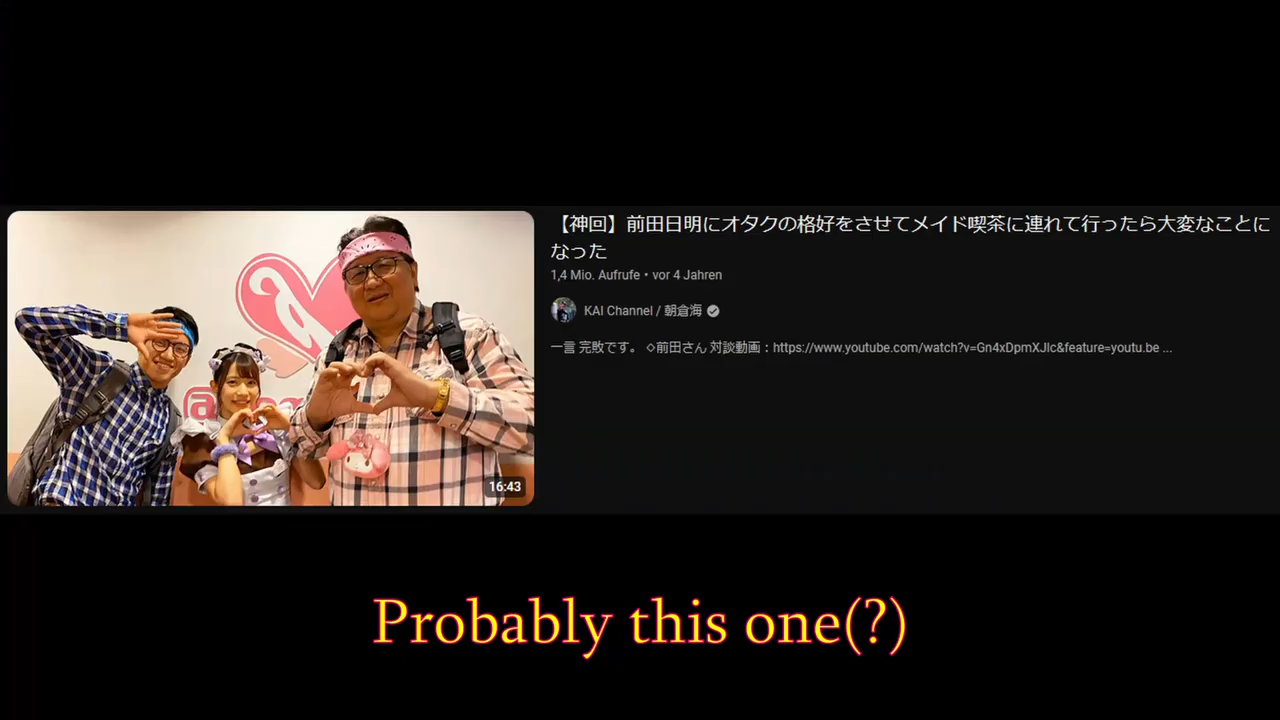 【神回】前田日明にオタクの格好をさせてメイド喫茶に連れて行ったら大変なことに
なった
1,4 Mio. Aufrufe • vor 4 Jahren
KAI Channel / 朝倉海
一言 完敗です。 ◇前田さん 対談動画：https://www.youtube.com/watch?v=Gn4xDpmXJlc&feature=youtu.be ...
16:43
Probably this one(?)